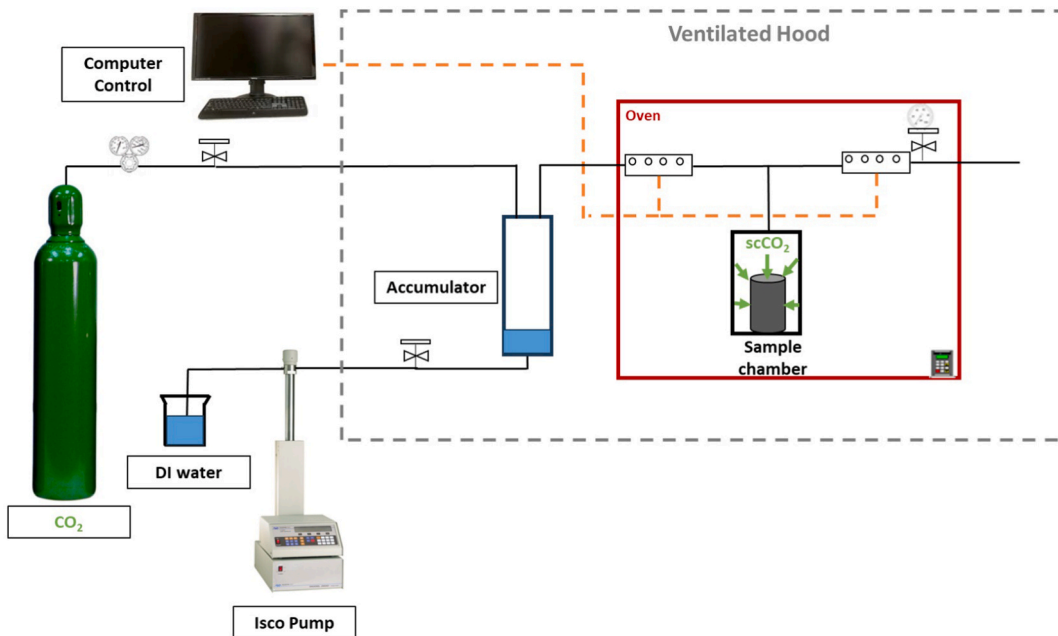 Ventilated Hood
Computer
Control
Oven
scCO₂
Accumulator
Sample
chamber
DI water
CO₂
Isco Pump